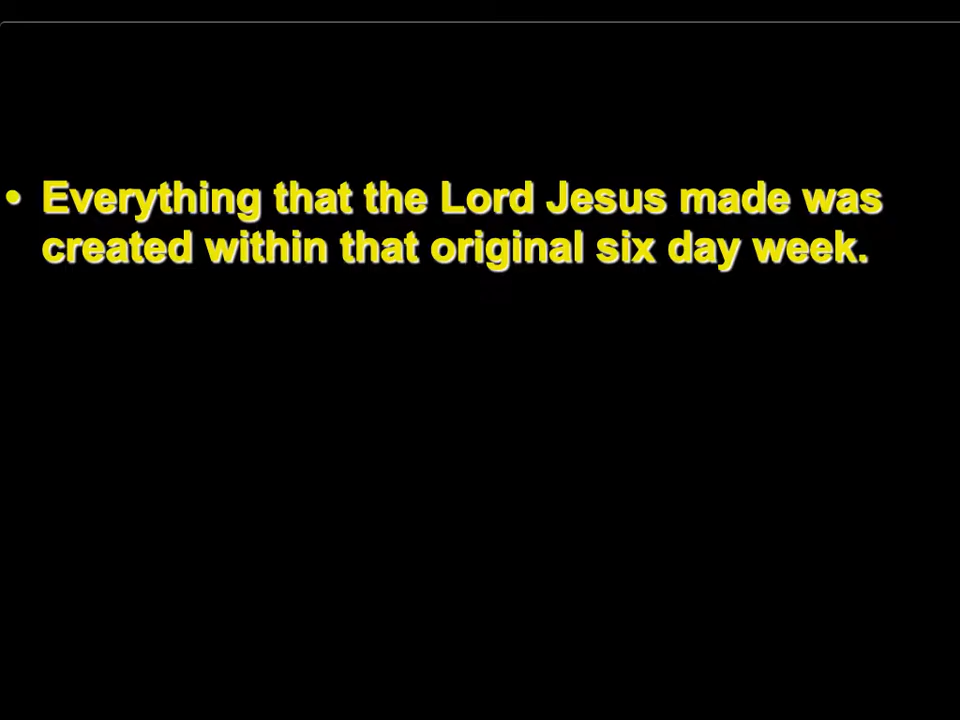 • Everything that the Lord Jesus made was
created within that original six day week.